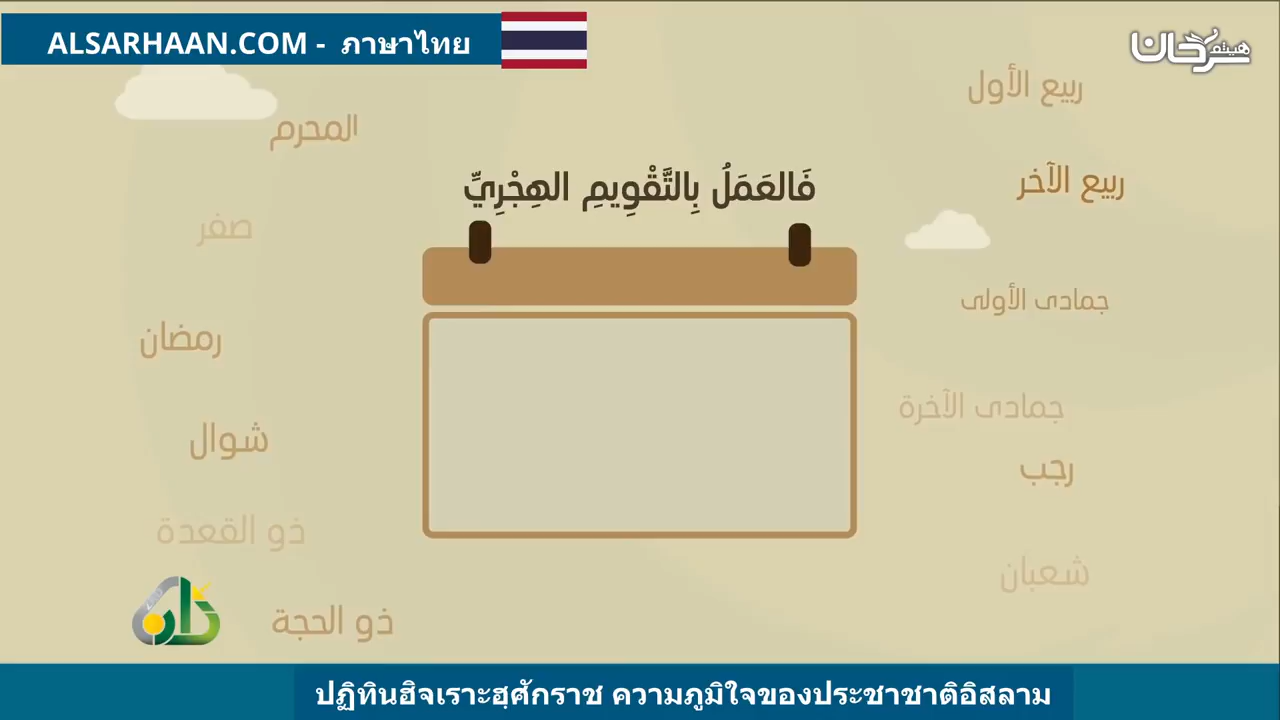 ALSARHAAN.COM - ภาษาไทย
هيثم سرحان
ربيع الأول
المحرم
ربيع الآخر
فَالعَمَلُ بِالتَّقْوِيمِ الهِجْرِيِّ
صفر
جمادى الأولى
رمضان
جمادى الآخرة
شوال
رجب
ذو القعدة
شعبان
ذو الحجة
ปฏิทินฮิจเราะฮฺศักราช ความภูมิใจของประชาชาติอิสลาม